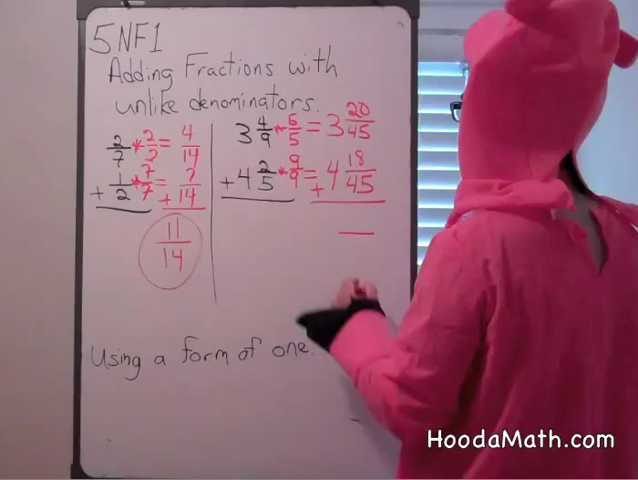 5NF1
Adding Fractions with
unlike denominators.
2/7 * 2/2 = 4/14
+ 1/2 * 7/7 = + 7/14
11/14
3 4/9 * 5/5 = 3 20/45
+ 4 2/5 * 9/9 = + 4 18/45
Using a form of one.
HoodaMath.com